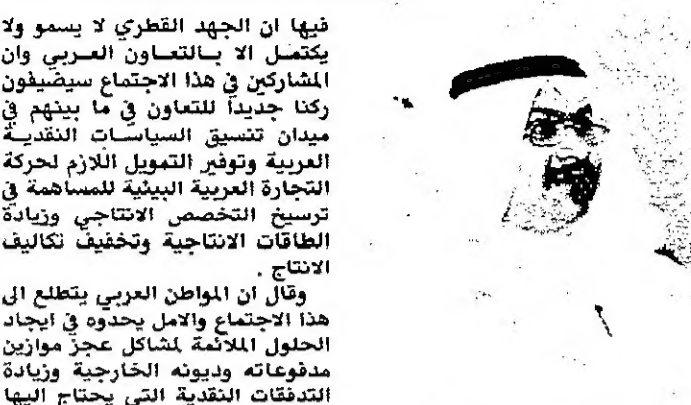 فيها ان الجهد القطري لا يسمو ولا
يكتمل الا بالتعاون العربي وان
المشاركين في هذا الاجتماع سيضيفون
ركنا جديداً للتعاون في ما بينهم في
ميدان تنسيق السياسات النقدية
العربية وتوفير التمويل اللازم لحركة
التجارة العربية البينية للمساهمة في
ترسيخ التخصص الانتاجي وزيادة
الطاقات الانتاجية وتخفيف تكاليف
الانتاج .
وقال ان المواطن العربي يتطلع الى
هذا الاجتماع والامل يحدوه في ايجاد
الحلول الملائمة لمشاكل عجز موازين
مدفوعاته وديونه الخارجية وزيادة
التدفقات النقدية التي يحتاج اليها